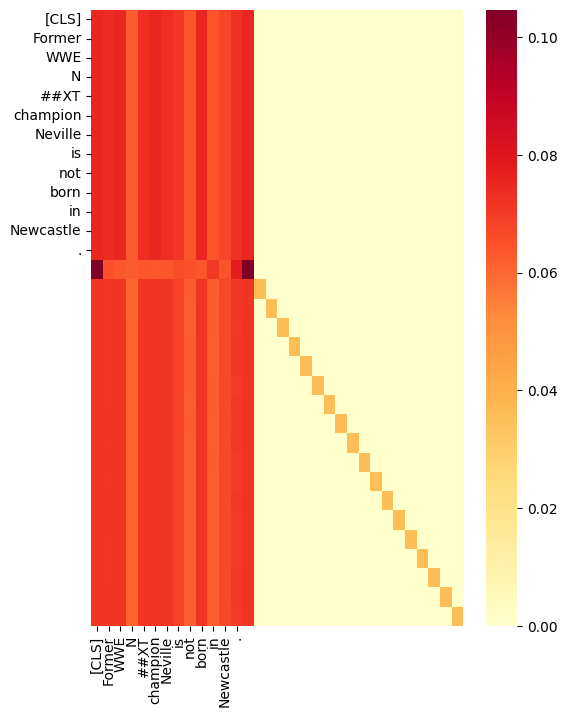 [CLS]
Former
WWE
N
##XT
champion
Neville
is
not
born
in
Newcastle
.
0.10
0.08
0.06
0.04
0.02
0.00
[CLS]
Former
WWE
N
##XT
champion
Neville
is
not
born
in
Newcastle
.